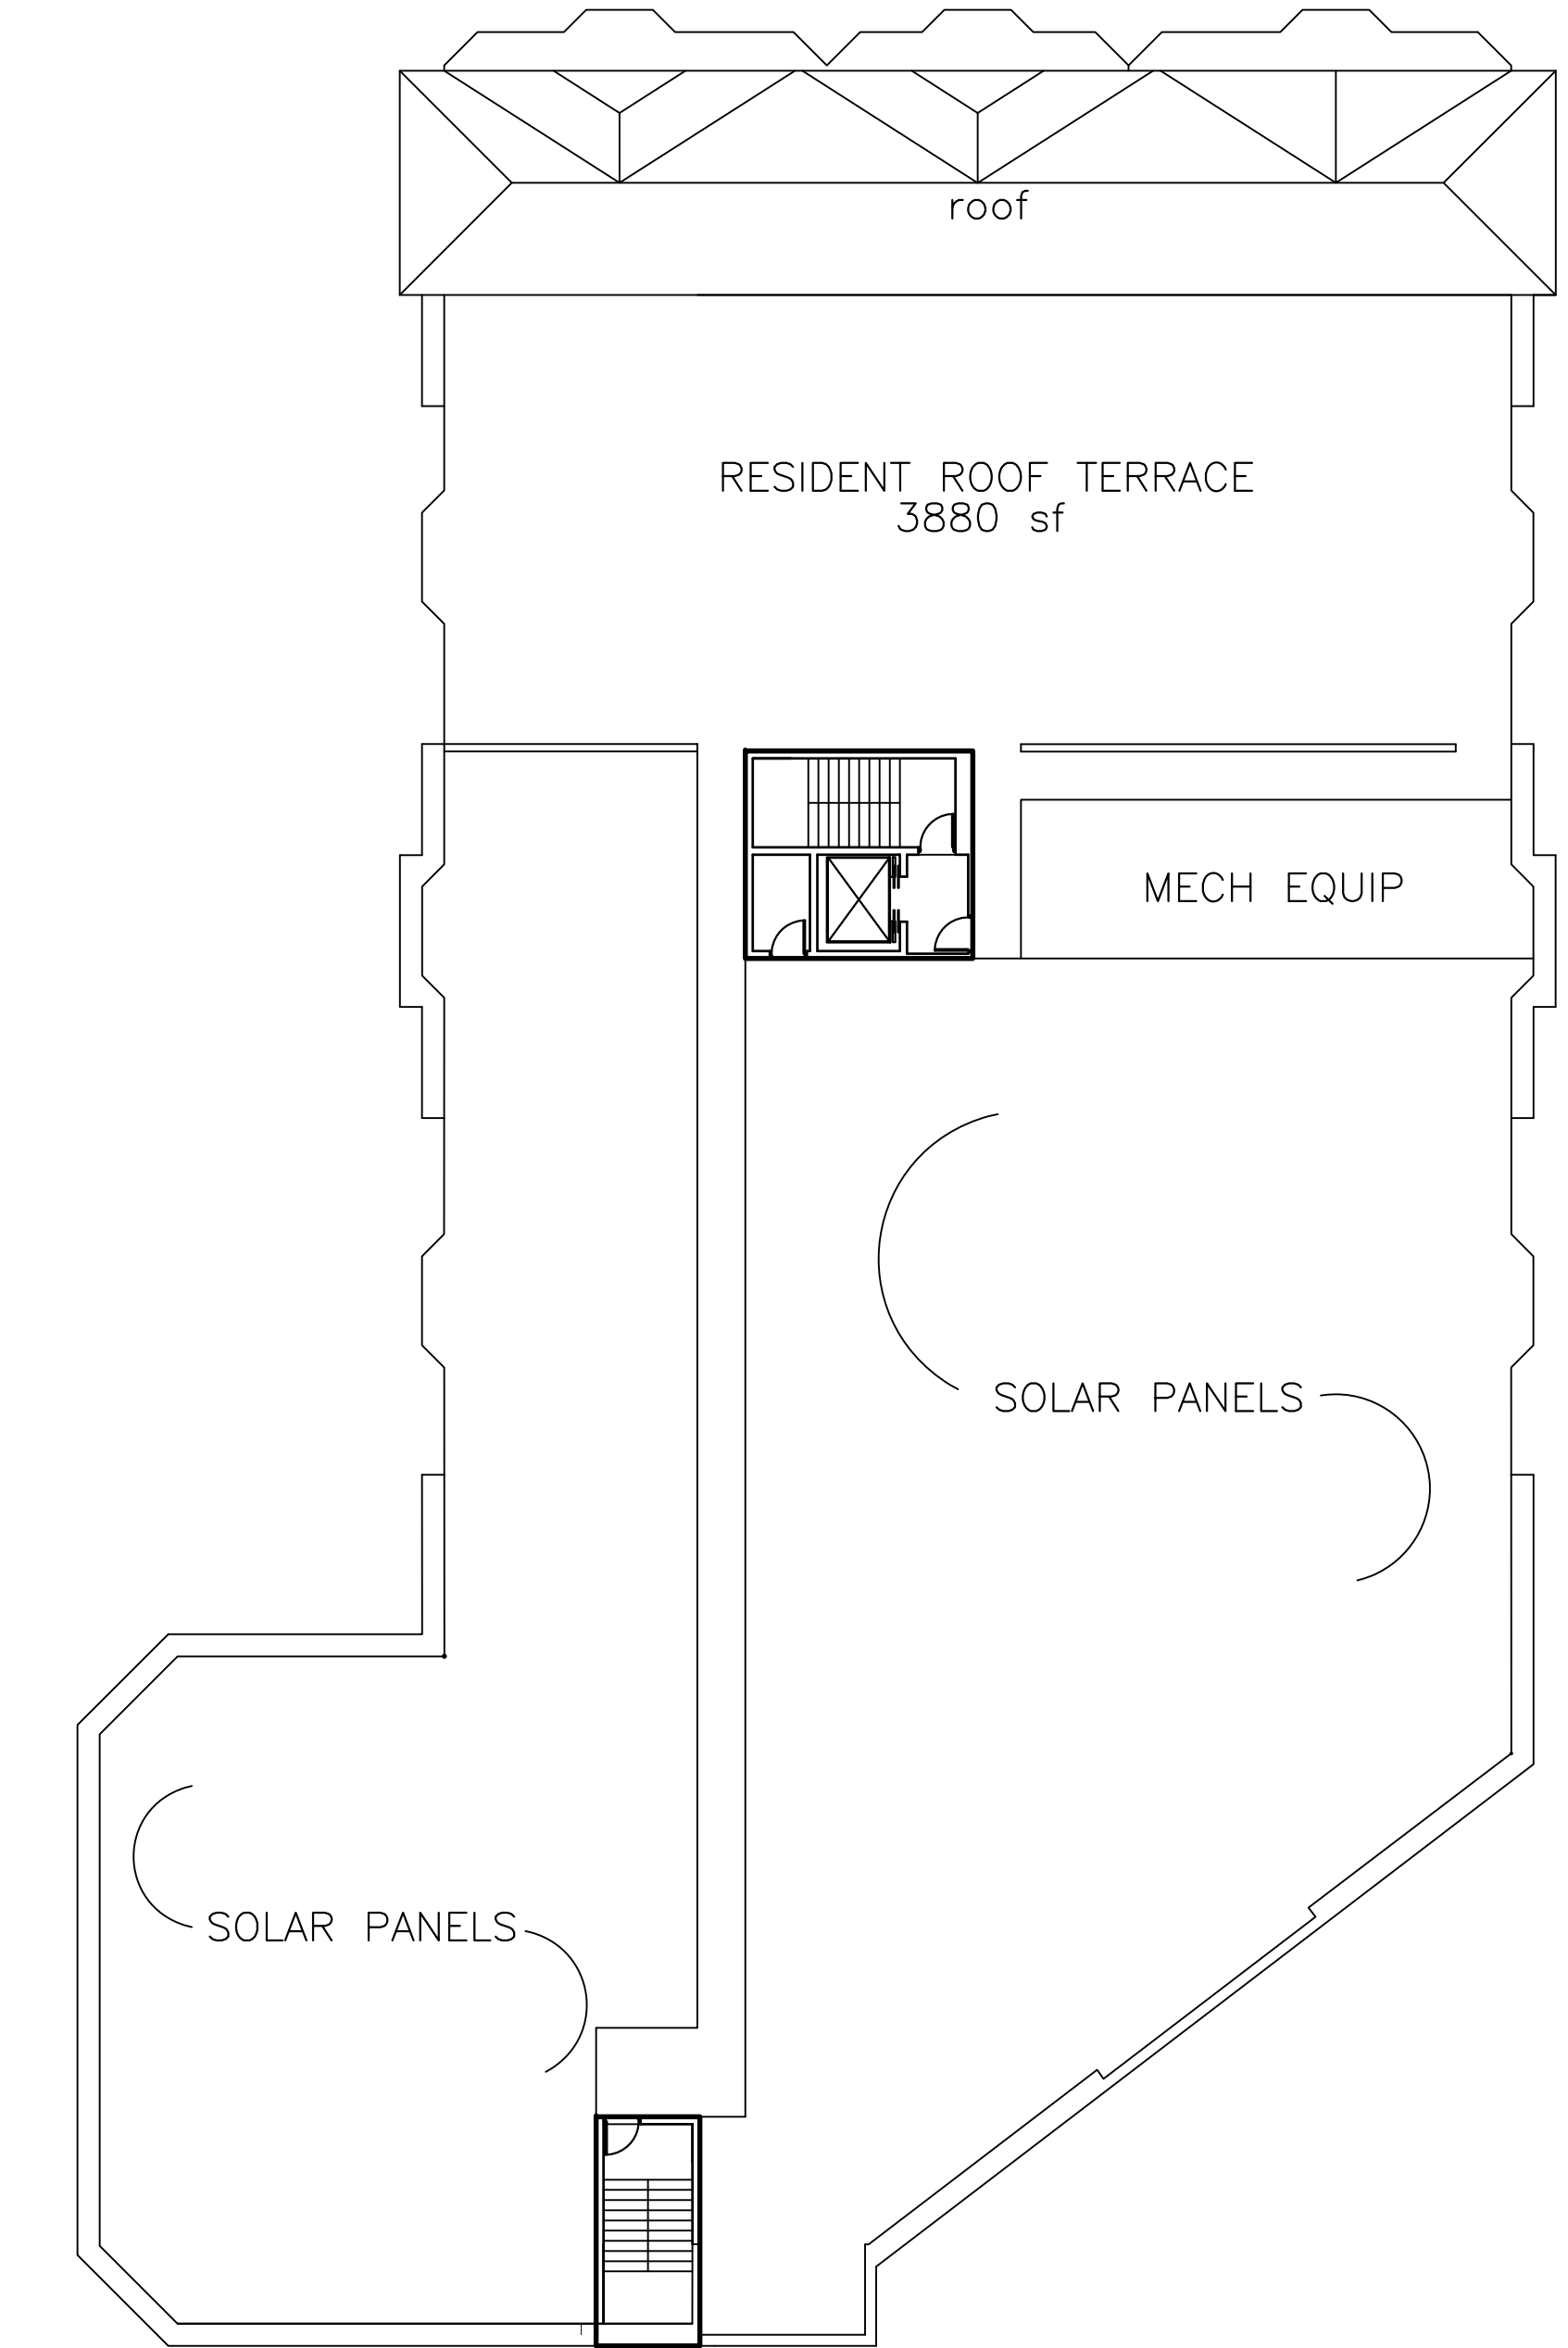 roof
RESIDENT ROOF TERRACE
3880 sf
MECH EQUIP
SOLAR PANELS
SOLAR PANELS